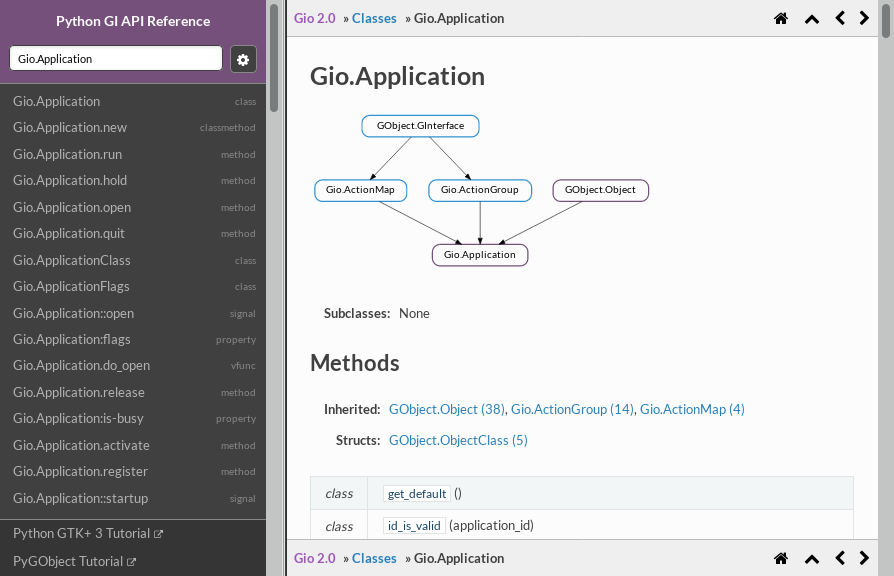 Python GI API Reference
Gio.Application
Gio.Application class
Gio.Application.new classmethod
Gio.Application.run method
Gio.Application.hold method
Gio.Application.open method
Gio.Application.quit method
Gio.ApplicationClass class
Gio.ApplicationFlags class
Gio.Application::open signal
Gio.Application:flags property
Gio.Application.do_open vfunc
Gio.Application.release method
Gio.Application:is-busy property
Gio.Application.activate method
Gio.Application.register method
Gio.Application::startup signal
Python GTK+ 3 Tutorial
PyGObject Tutorial
Gio 2.0 » Classes » Gio.Application
Gio.Application
GObject.GInterface
Gio.ActionMap Gio.ActionGroup GObject.Object
Gio.Application
Subclasses: None
Methods
Inherited: GObject.Object (38), Gio.ActionGroup (14), Gio.ActionMap (4)
Structs: GObject.ObjectClass (5)
class get_default ()
class id_is_valid (application_id)
Gio 2.0 » Classes » Gio.Application